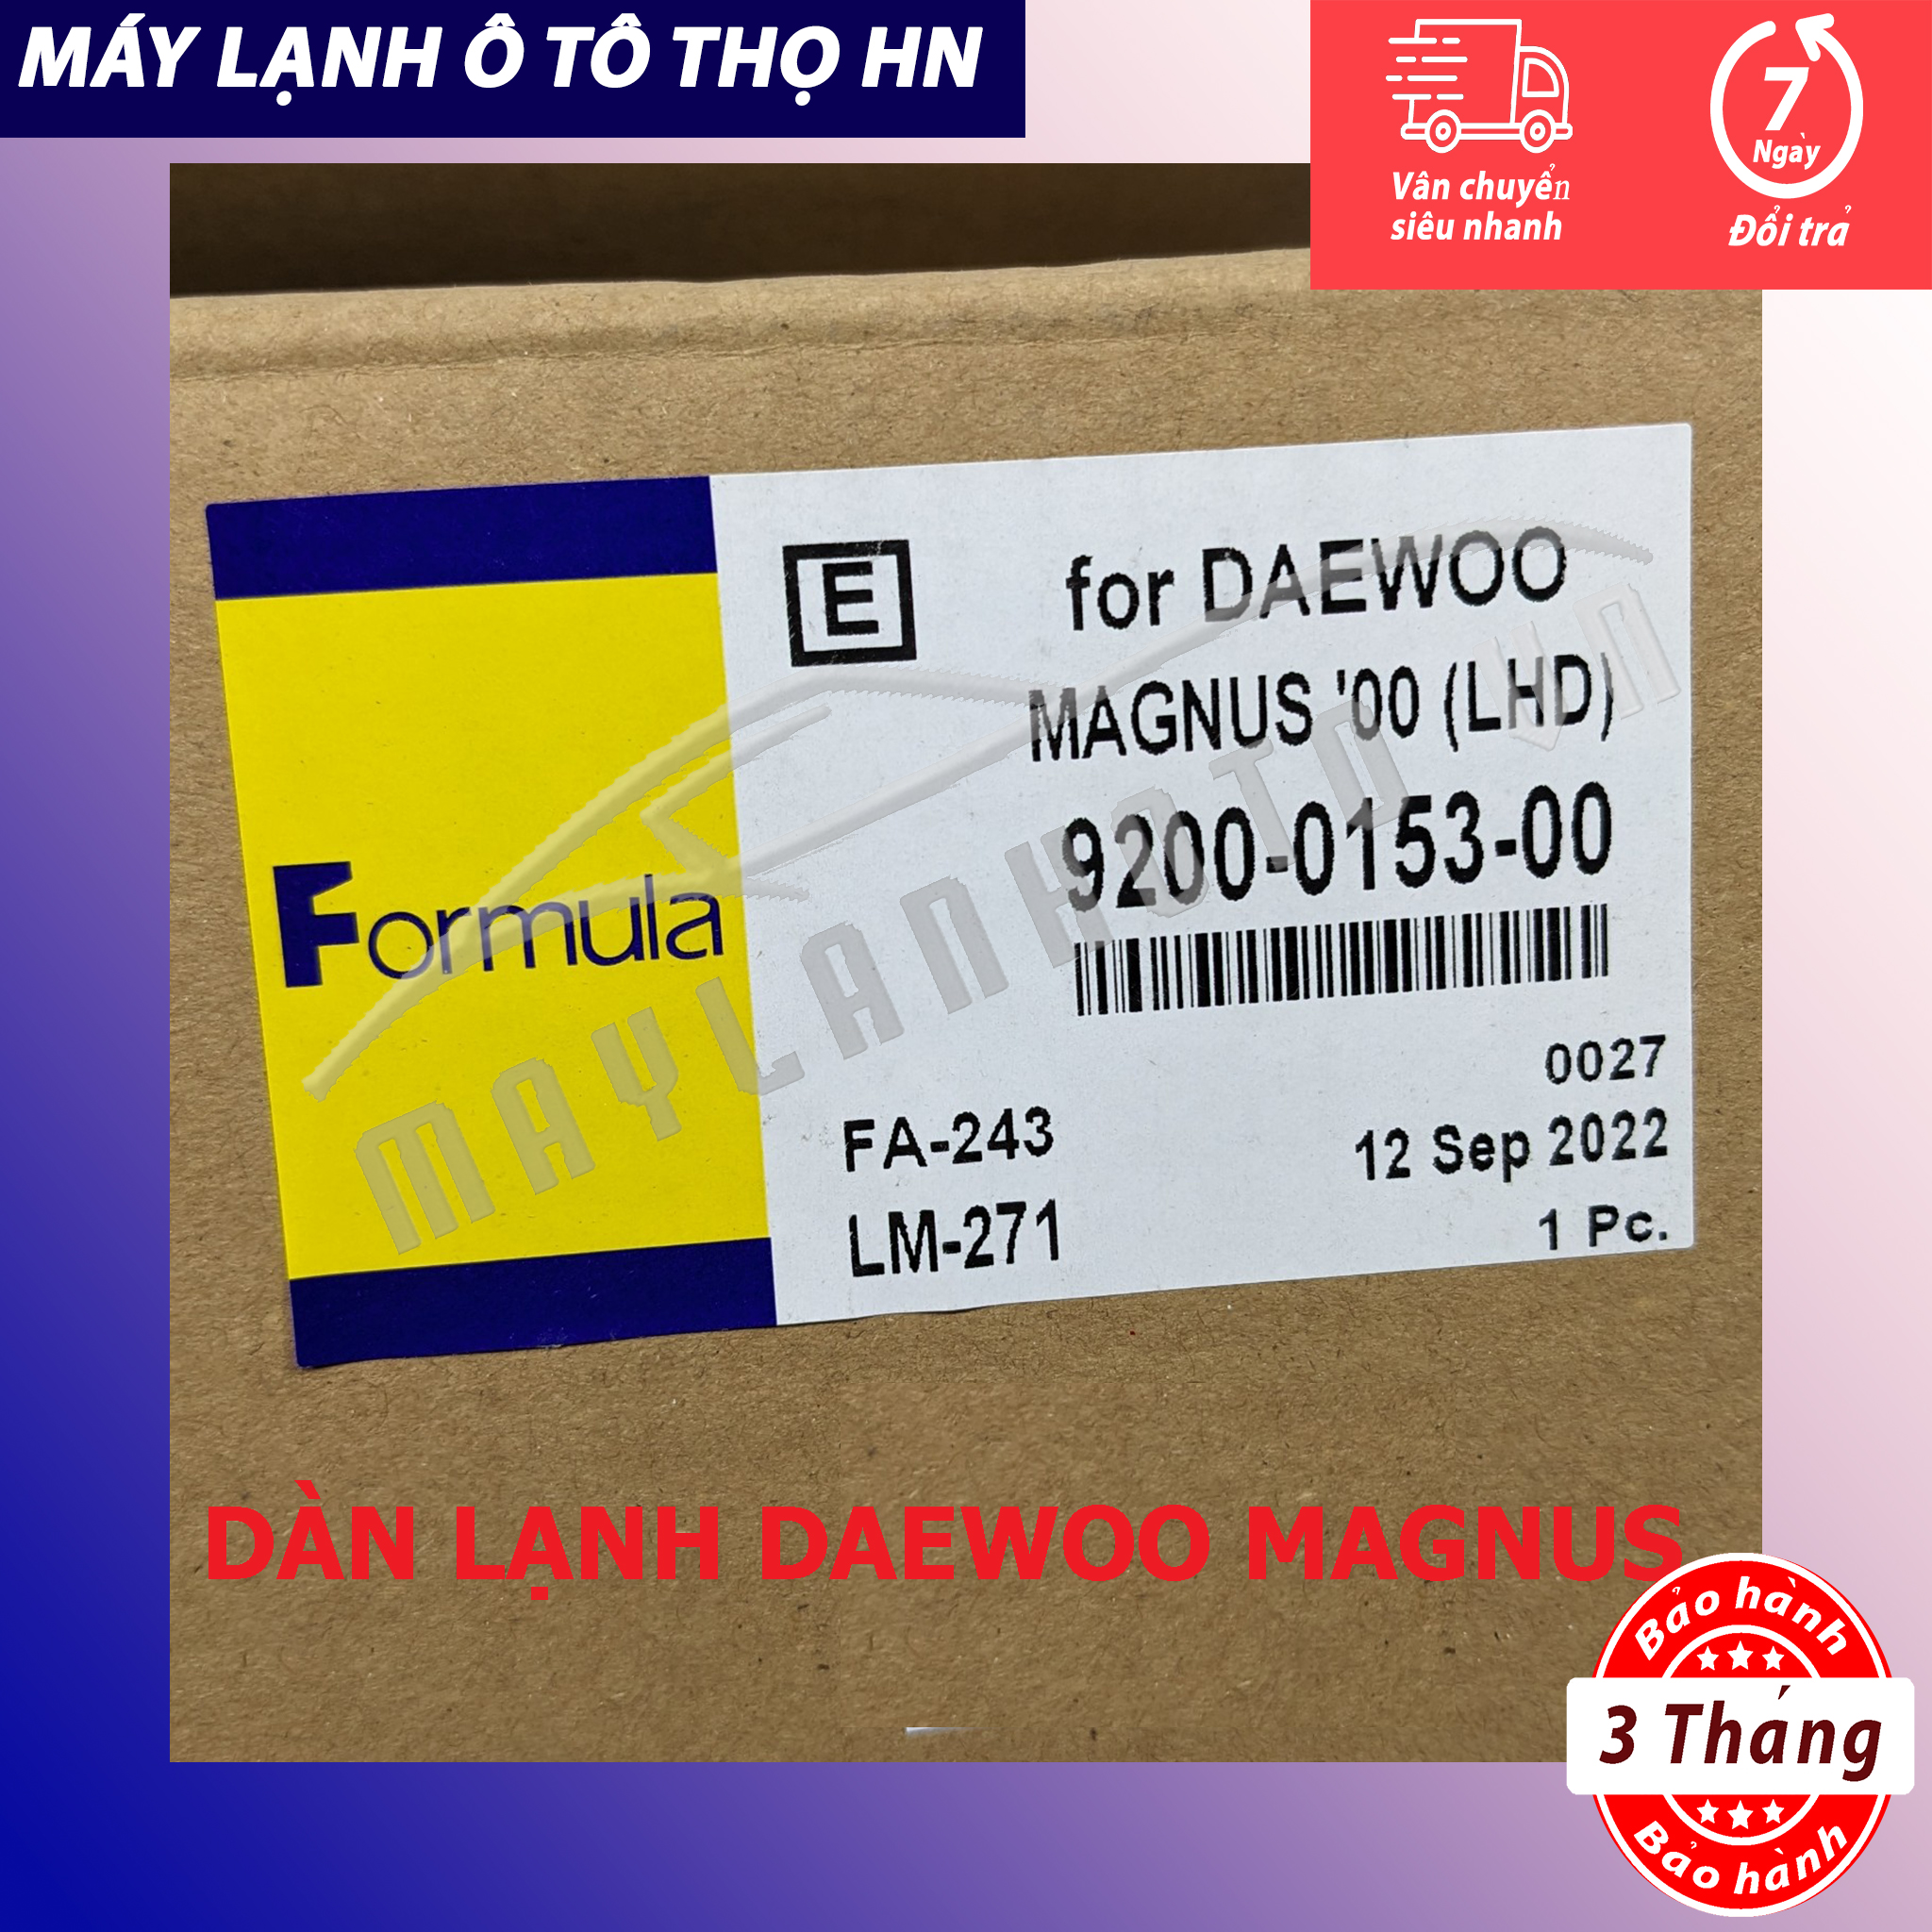 MÁY LẠNH Ô TÔ THỌ HN
Vân chuyển
siêu nhanh
7
Ngày
Đổi trả
E
for DAEWOO
MAGNUS '00 (LHD)
9200-0153-00
Formula
MAYLANHOTO VN
0027
FA-243
12 Sep 2022
LM-271
1 Pc.
DÀN LẠNH DAEWOO MAGNUS
Bảo hành
3 Tháng
Bảo hành